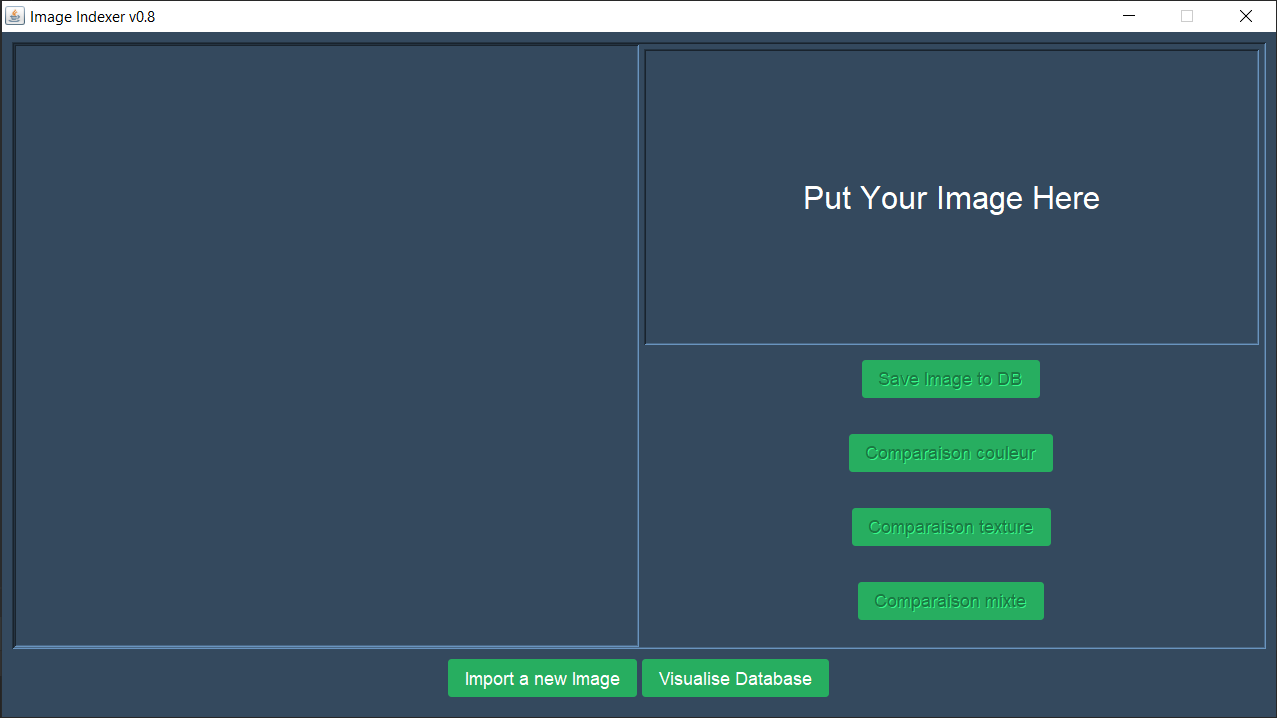 Image Indexer v0.8
Put Your Image Here
Save Image to DB
Comparaison couleur
Comparaison texture
Comparaison mixte
Import a new Image
Visualise Database